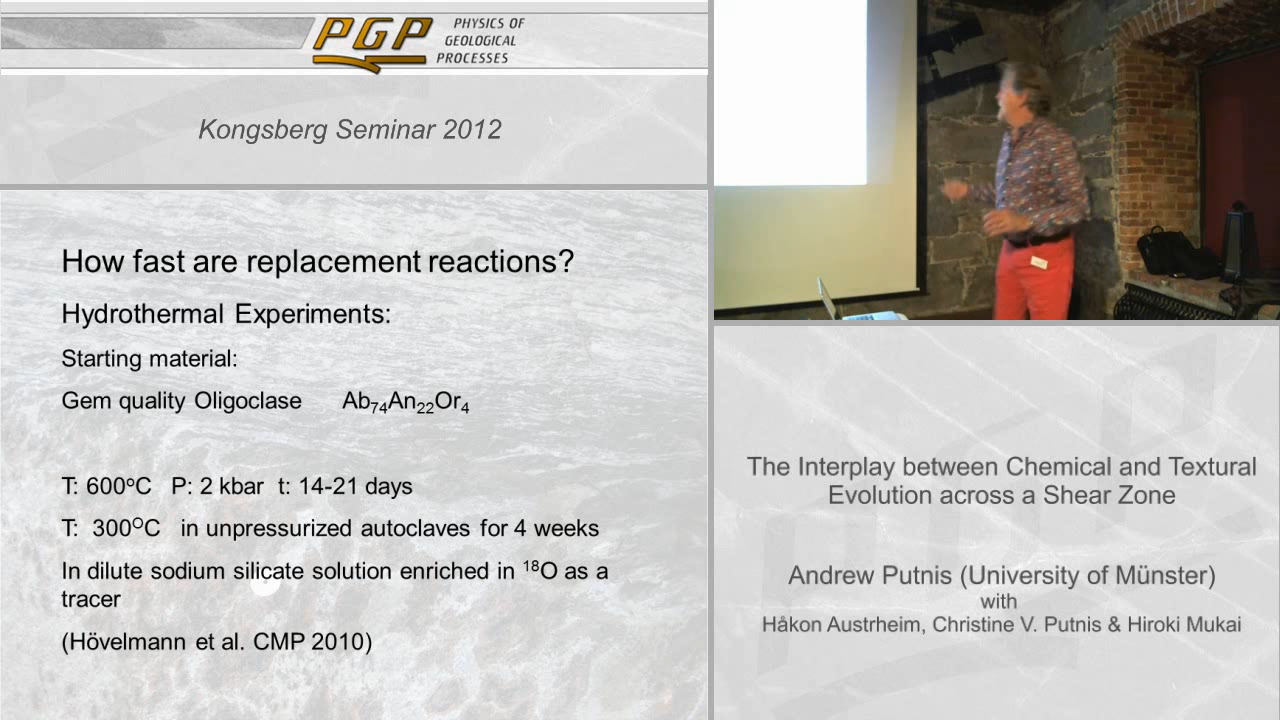 PGP
PHYSICS OF
GEOLOGICAL
PROCESSES
Kongsberg Seminar 2012
How fast are replacement reactions?
Hydrothermal Experiments:
Starting material:
Gem quality Oligoclase Ab₇₄An₂₂Or₄
T: 600°C P: 2 kbar t: 14-21 days
T: 300ᴼC in unpressurized autoclaves for 4 weeks
In dilute sodium silicate solution enriched in ¹⁸O as a
tracer
(Hövelmann et al. CMP 2010)
The Interplay between Chemical and Textural
Evolution across a Shear Zone
Andrew Putnis (University of Münster)
with
Håkon Austrheim, Christine V. Putnis & Hiroki Mukai